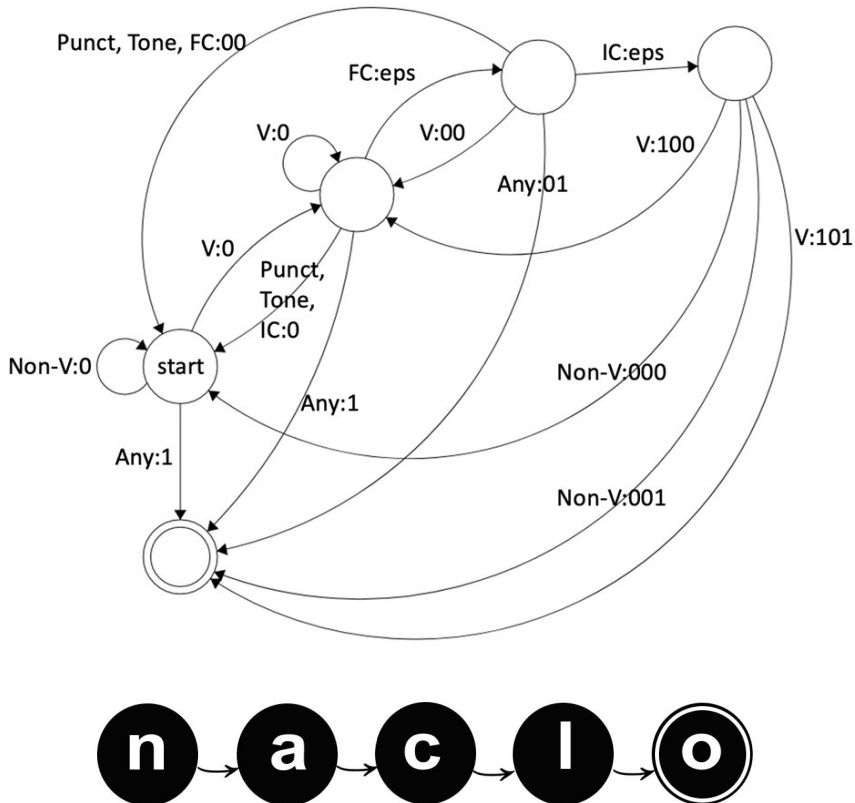 Punct, Tone, FC:00
IC:eps
FC:eps
V:0
V:00
V:100
Any:01
V:101
V:0
Punct,
Tone,
IC:0
Non-V:0
start
Non-V:000
Any:1
Any:1
Non-V:001
n a c l o